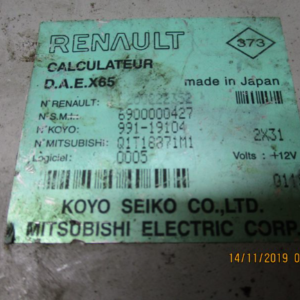 RENAULT
373
CALCULATEUR
D.A.E.X65
made in Japan
N°RENAULT:
N°S.M.I.: 6900000427
N°KOYO: 991-19104
N°MITSUBISHI: Q1T18371M1 2X31
Logiciel: 0005 Volts: +12V
KOYO SEIKO CO.,LTD.
MITSUBISHI ELECTRIC CORP
14/11/2019